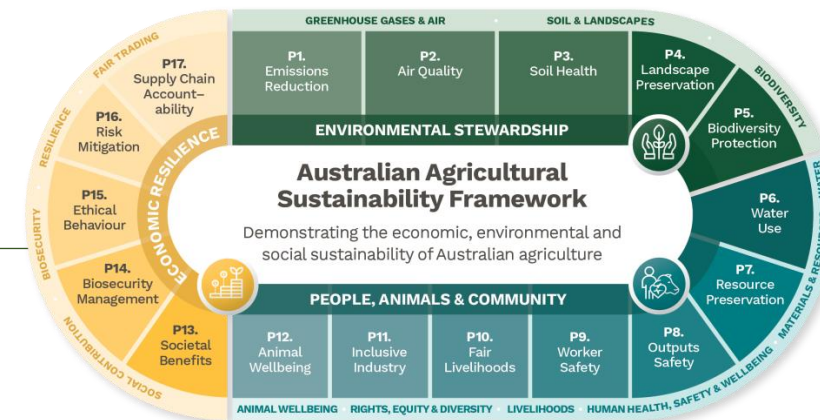 GREENHOUSE GASES & AIR • SOIL & LANDSCAPES
BIODIVERSITY
WATER
MATERIALS & RESOURCES
HUMAN HEALTH, SAFETY & WELLBEING
LIVELIHOODS
RIGHTS, EQUITY & DIVERSITY
ANIMAL WELLBEING
SOCIAL CONTRIBUTION
BIOSECURITY
RESILIENCE
FAIR TRADING
P1.
Emissions
Reduction
P2.
Air Quality
P3.
Soil Health
P4.
Landscape
Preservation
P5.
Biodiversity
Protection
P6.
Water
Use
P7.
Resource
Preservation
P8.
Outputs
Safety
P9.
Worker
Safety
P10.
Fair
Livelihoods
P11.
Inclusive
Industry
P12.
Animal
Wellbeing
P13.
Societal
Benefits
P14.
Biosecurity
Management
P15.
Ethical
Behaviour
P16.
Risk
Mitigation
P17.
Supply Chain
Account–
ability
ENVIRONMENTAL STEWARDSHIP
ECONOMIC RESILIENCE
Australian Agricultural
Sustainability Framework
Demonstrating the economic, environmental and
social sustainability of Australian agriculture
PEOPLE, ANIMALS & COMMUNITY